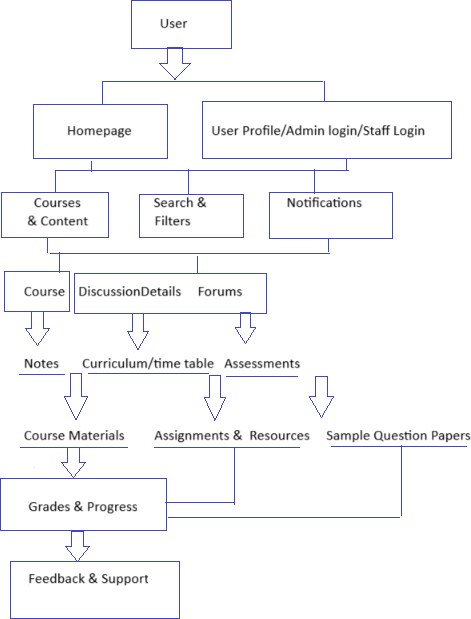 User
Homepage
User Profile/Admin login/Staff Login
Courses
& Content
Search &
Filters
Notifications
Course
DiscussionDetails
Forums
Notes
Curriculum/time table
Assessments
Course Materials
Assignments & Resources
Sample Question Papers
Grades & Progress
Feedback & Support